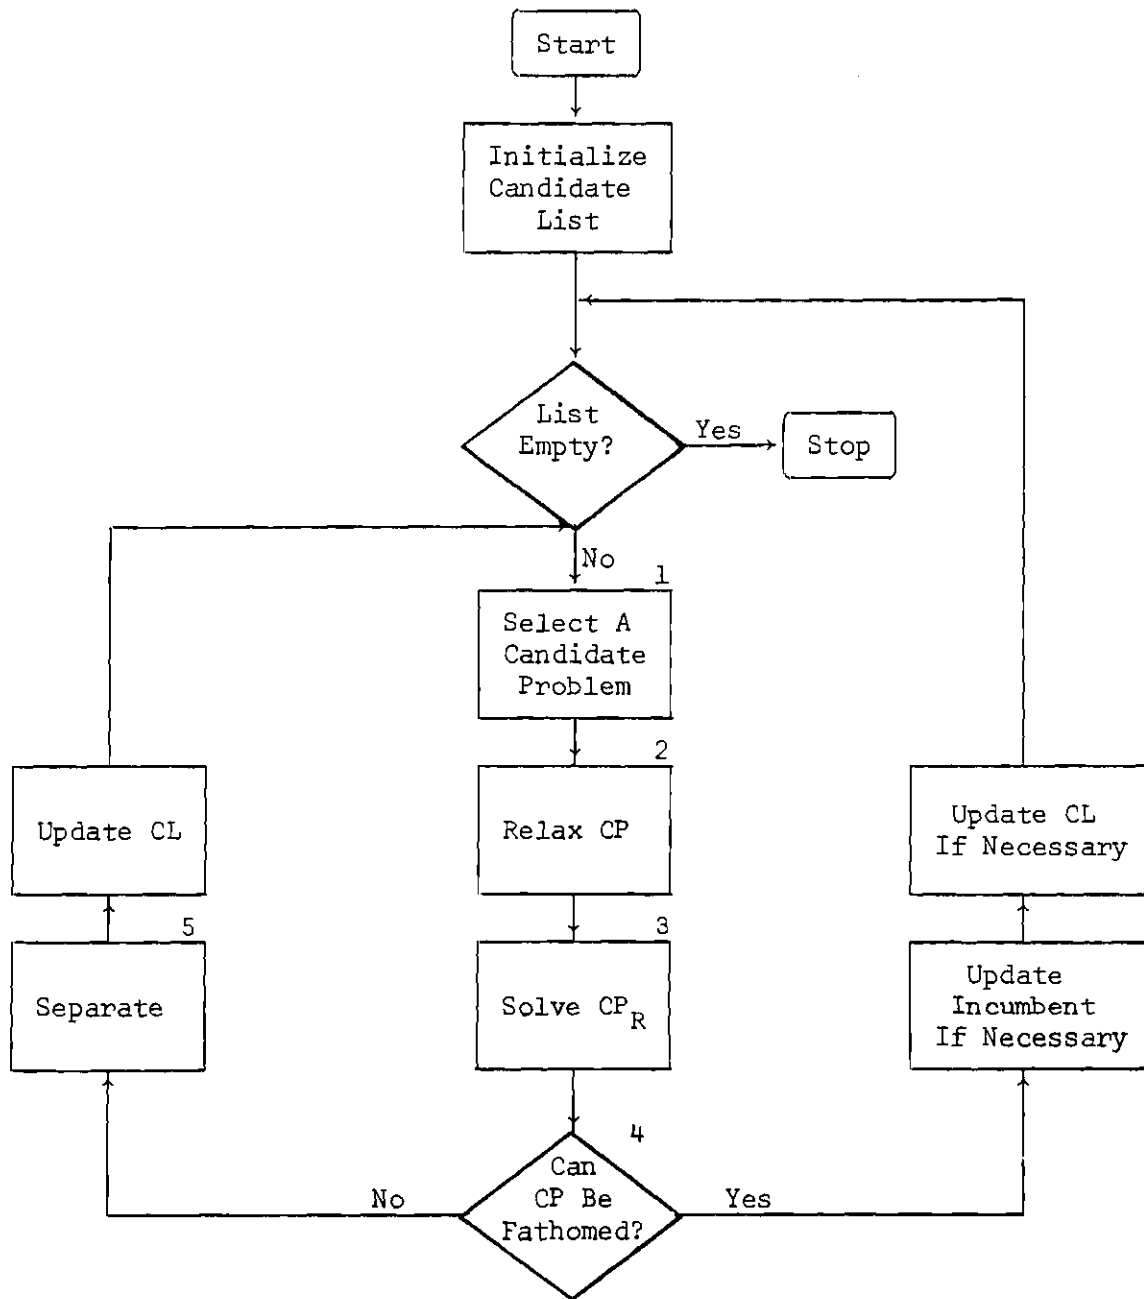 Start
Initialize
Candidate
List
List
Empty?
Yes
Stop
No
1
Select A
Candidate
Problem
2
Update CL
Relax CP
Update CL
If Necessary
5
3
Separate
Solve CP_R
Update
Incumbent
If Necessary
4
Can
CP Be
Fathomed?
No
Yes